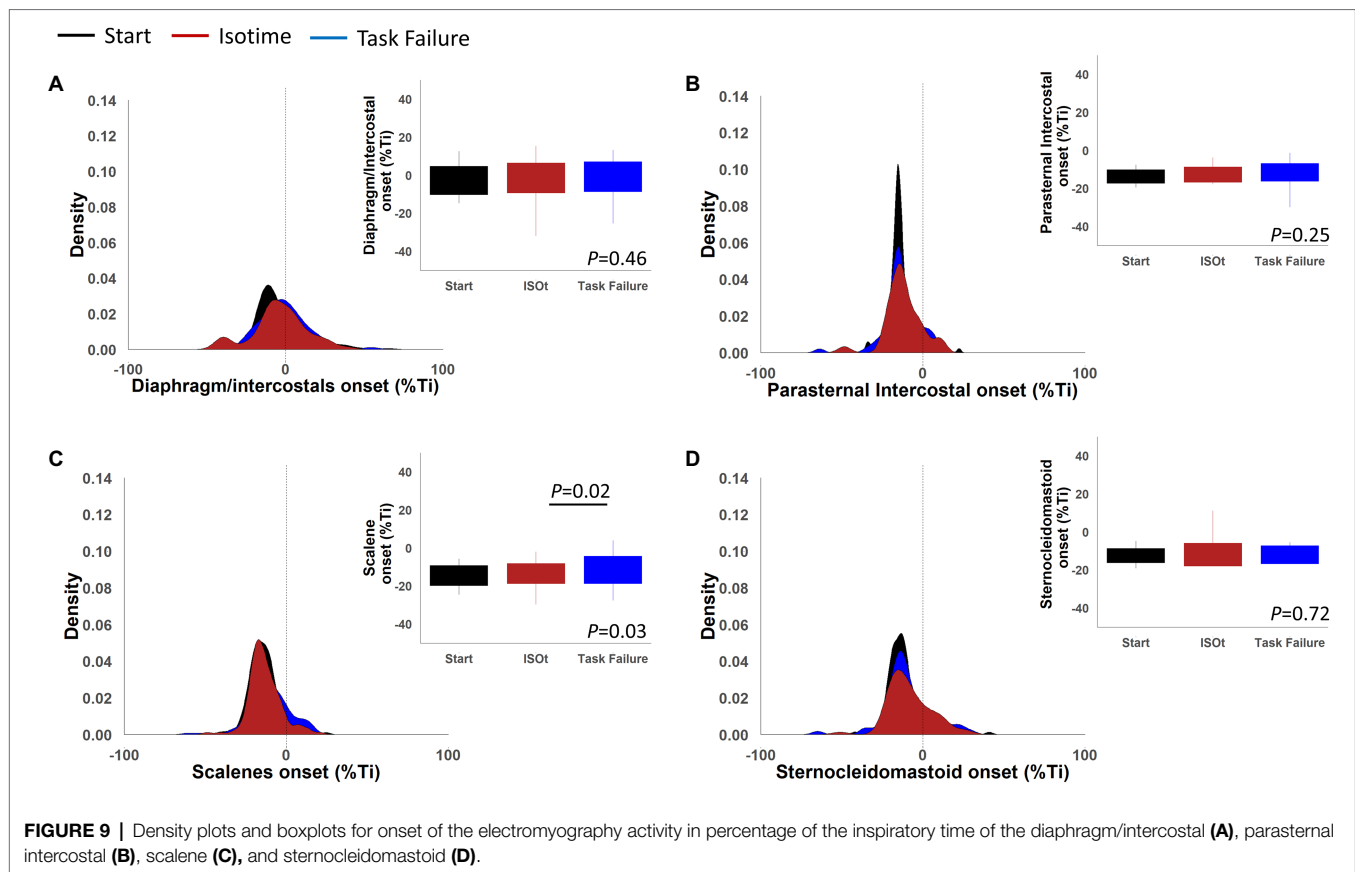 Start Isotime Task Failure
A
0.14
0.12
0.10
0.08
0.06
0.04
0.02
0.00
Density
-100 0 100
Diaphragm/intercostals onset (%Ti)
Diaphragm/Intercostal
onset (%Ti)
40
20
0
-20
-40
P=0.46
Start ISOt Task Failure
B
0.14
0.12
0.10
0.08
0.06
0.04
0.02
0.00
Density
-100 0 100
Parasternal Intercostal onset (%Ti)
Parasternal Intercostal
onset (%Ti)
40
20
0
-20
-40
P=0.25
Start ISOt Task Failure
C
0.14
0.12
0.10
0.08
0.06
0.04
0.02
0.00
Density
-100 0 100
Scalenes onset (%Ti)
Scalene
onset (%Ti)
40
20
0
-20
-40
P=0.02
P=0.03
Start ISOt Task Failure
D
0.14
0.12
0.10
0.08
0.06
0.04
0.02
0.00
Density
-100 0 100
Sternocleidomastoid onset (%Ti)
Sternocleidomastoid
onset (%Ti)
40
20
0
-20
-40
P=0.72
Start ISOt Task Failure
FIGURE 9 | Density plots and boxplots for onset of the electromyography activity in percentage of the inspiratory time of the diaphragm/intercostal (A), parasternal
intercostal (B), scalene (C), and sternocleidomastoid (D).